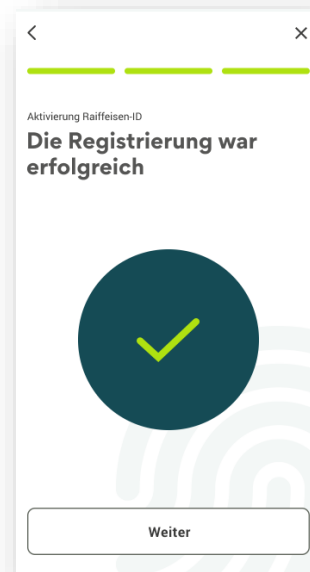 Aktivierung Raiffeisen-ID
Die Registrierung war
erfolgreich
Weiter